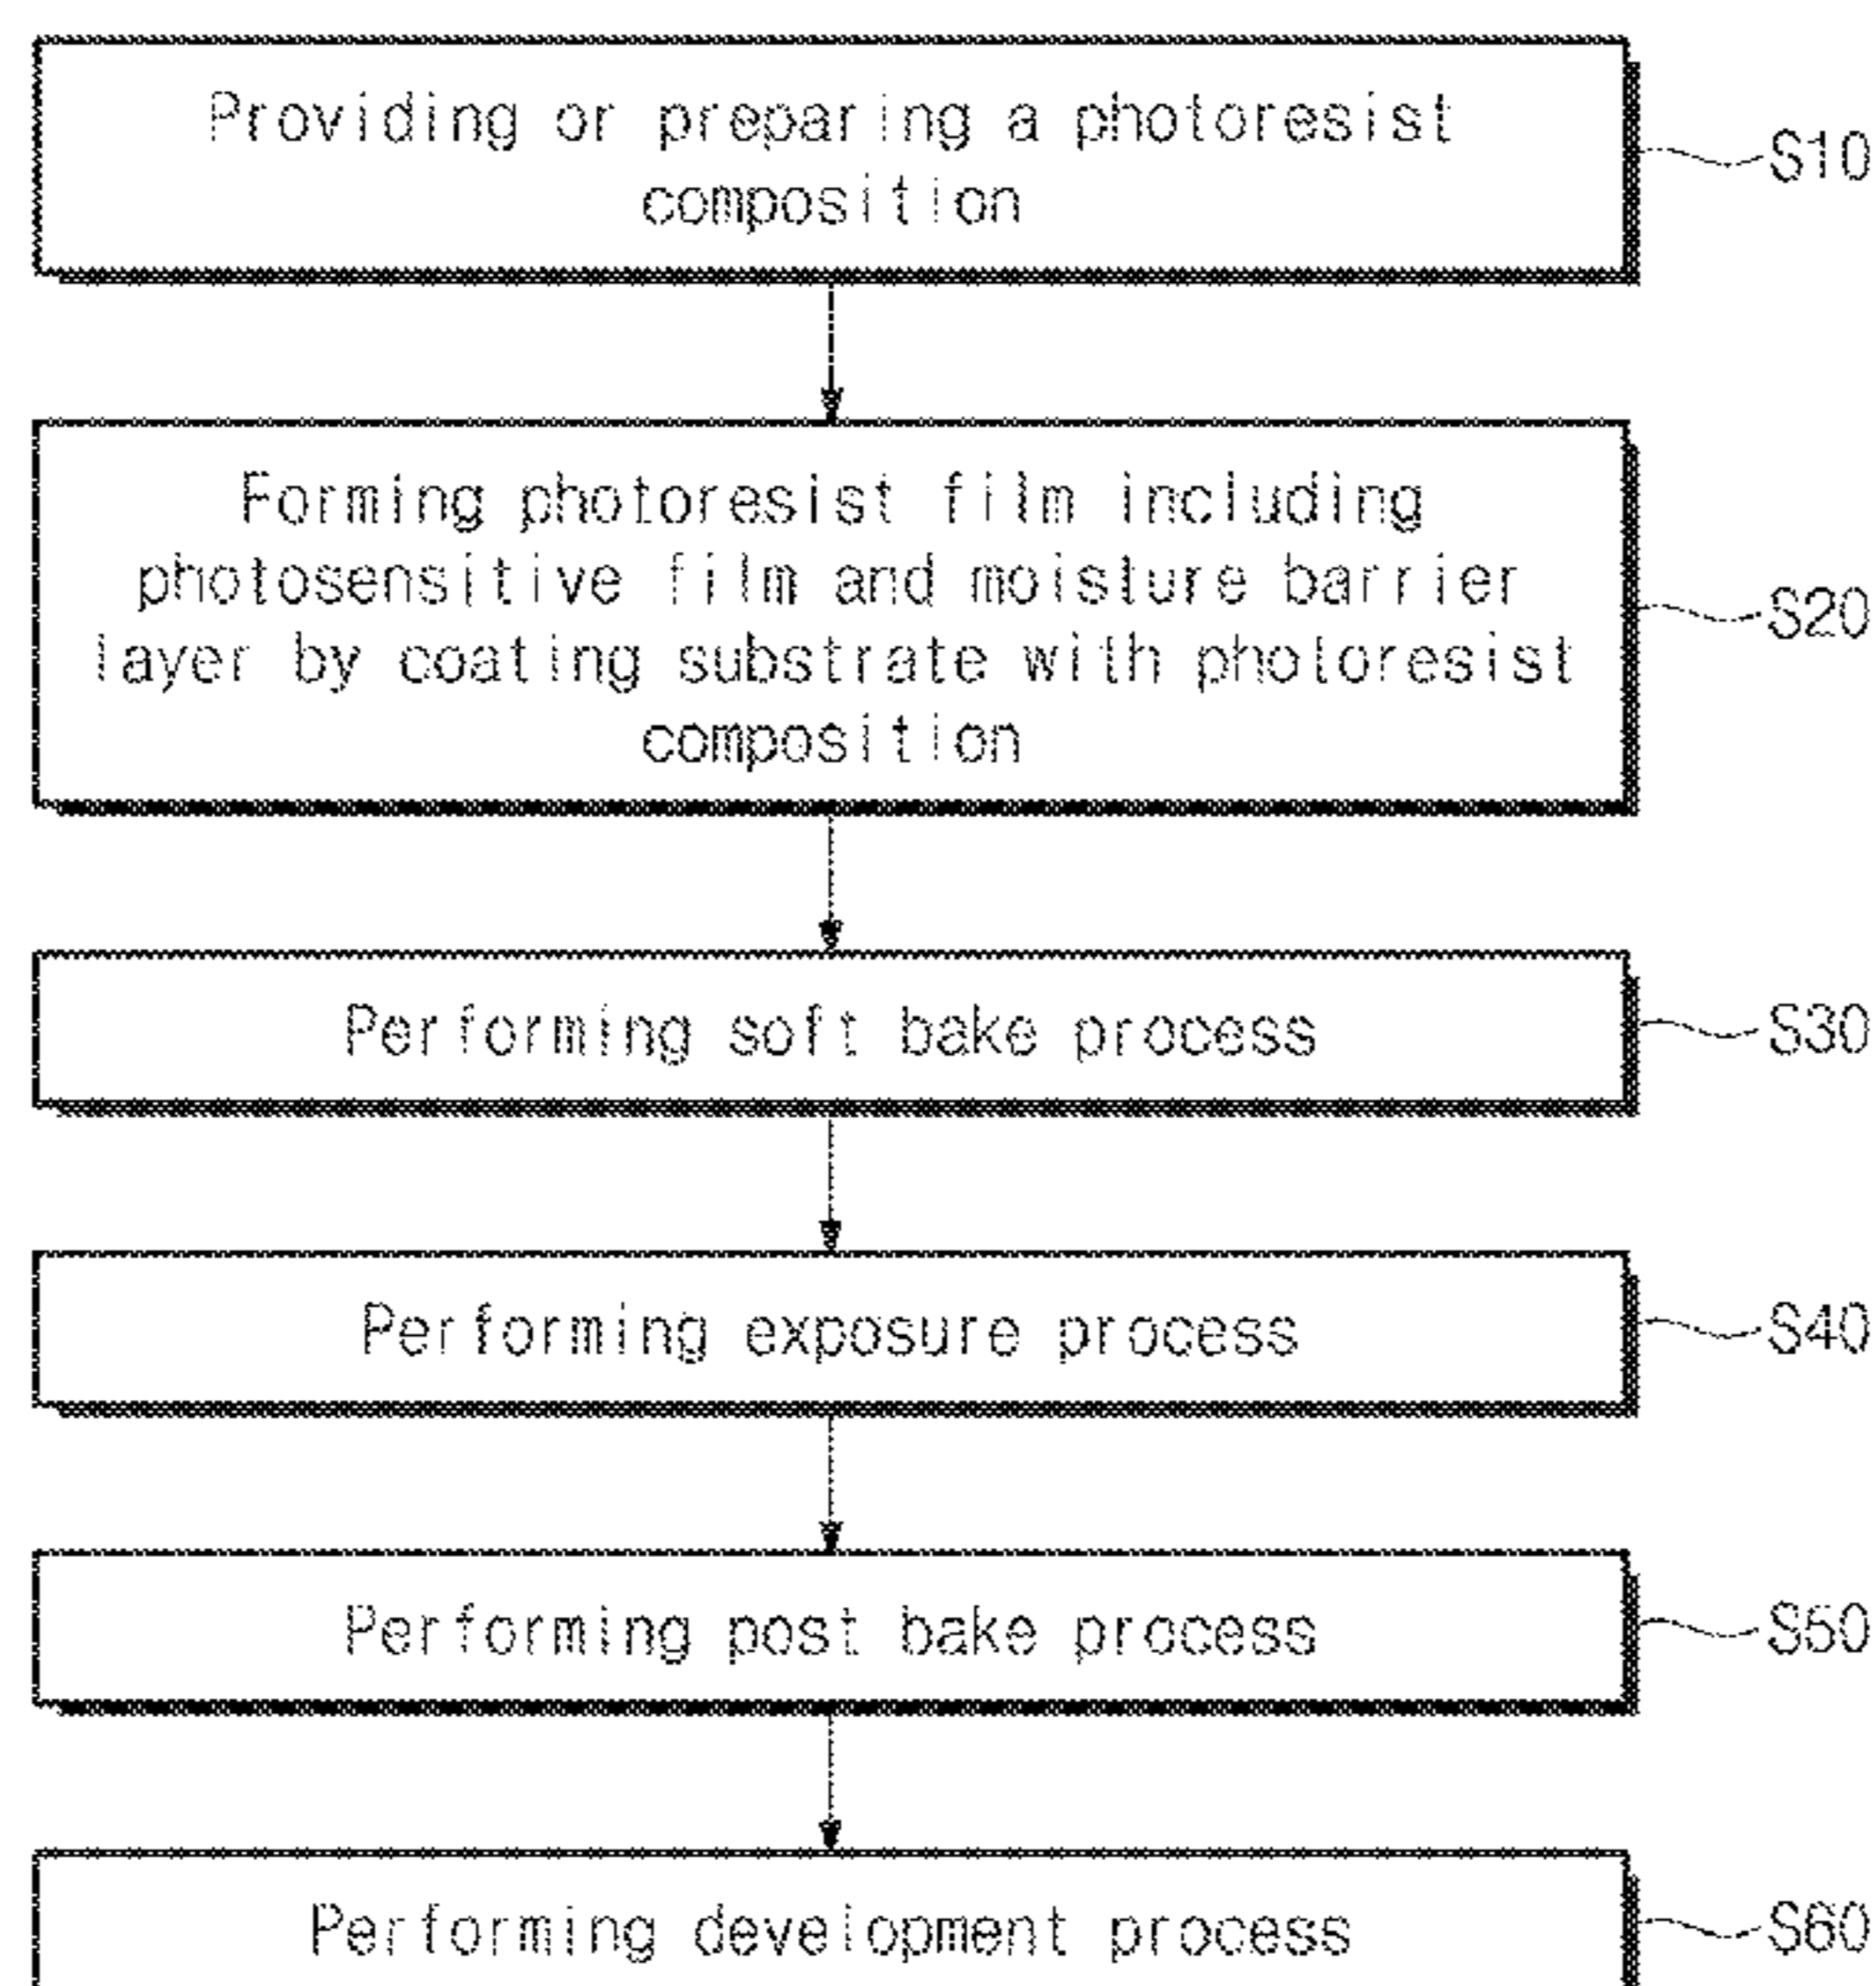 Providing or preparing a photoresist
composition
S10
Forming photoresist film including
photosensitive film and moisture barrier
layer by coating substrate with photoresist
composition
S20
Performing soft bake process
S30
Performing exposure process
S40
Performing post bake process
S50
Performing development process
S60